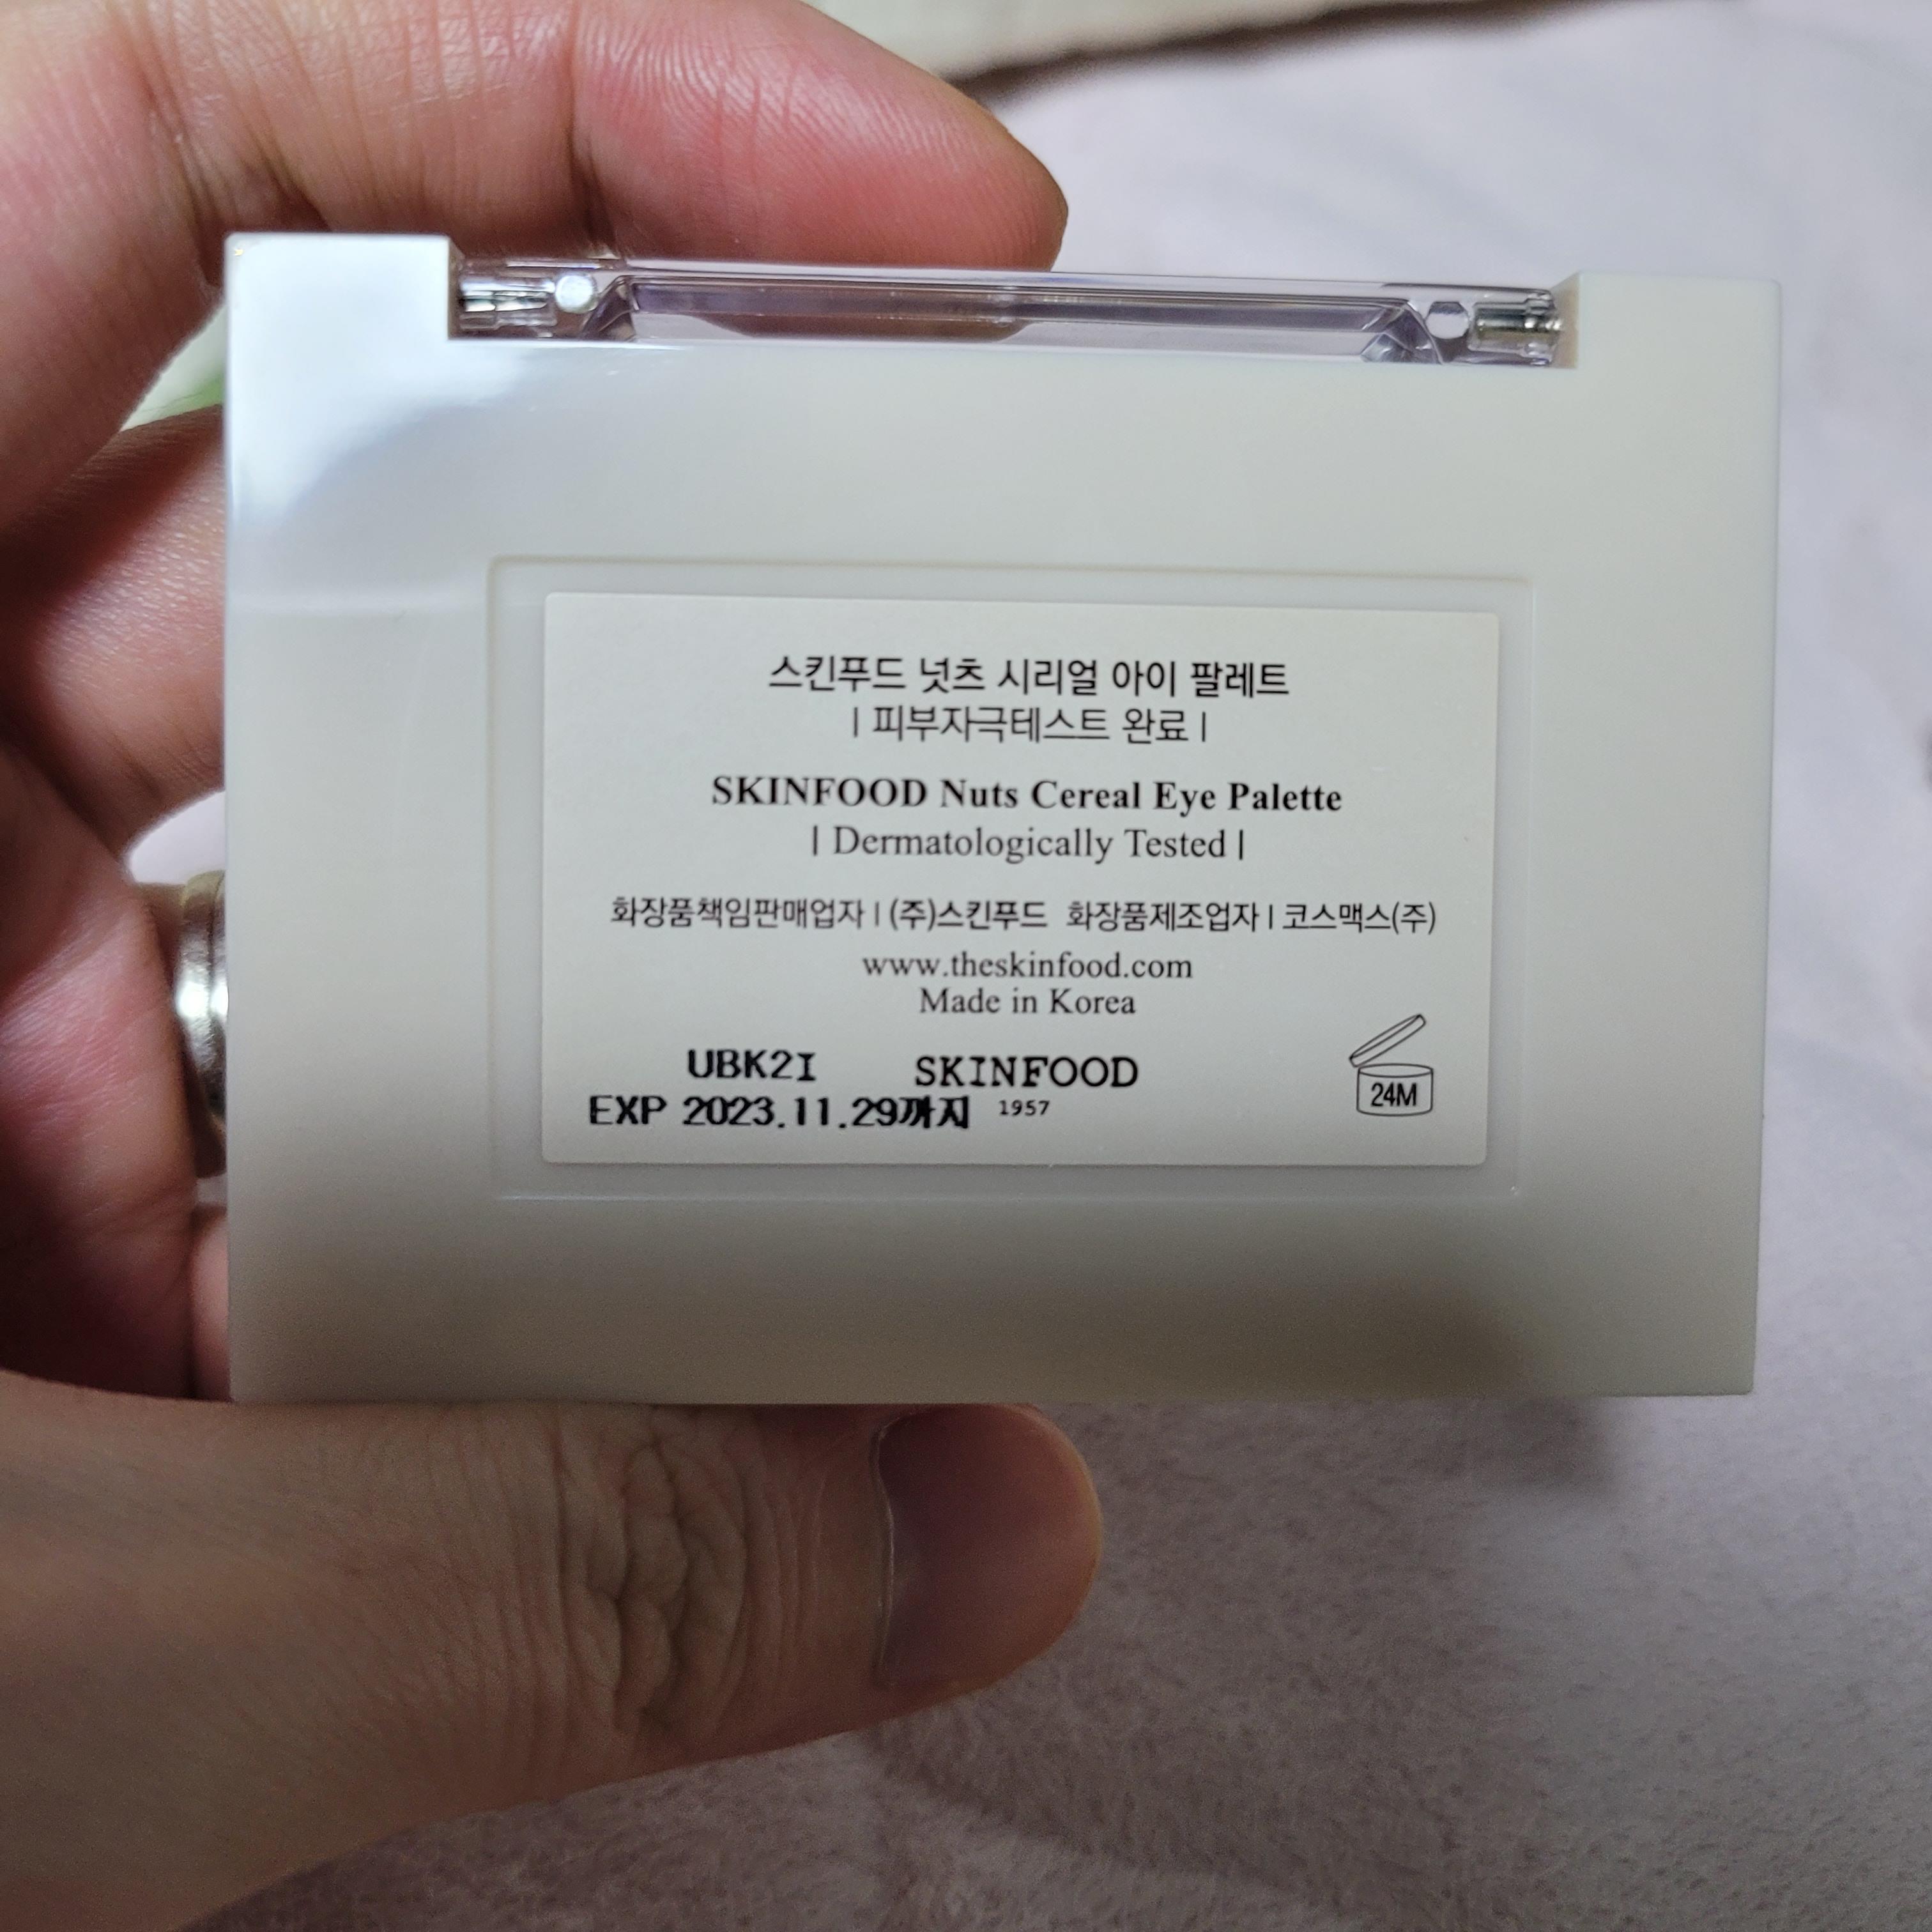 스킨푸드 넛츠 시리얼 아이 팔레트
| 피부자극테스트 완료 |
SKINFOOD Nuts Cereal Eye Palette
| Dermatologically Tested |
화장품책임판매업자 | (주)스킨푸드 화장품제조업자 | 코스맥스(주)
www.theskinfood.com
Made in Korea
UBK2I
EXP 2023.11.29까지
SKINFOOD
1957
24M